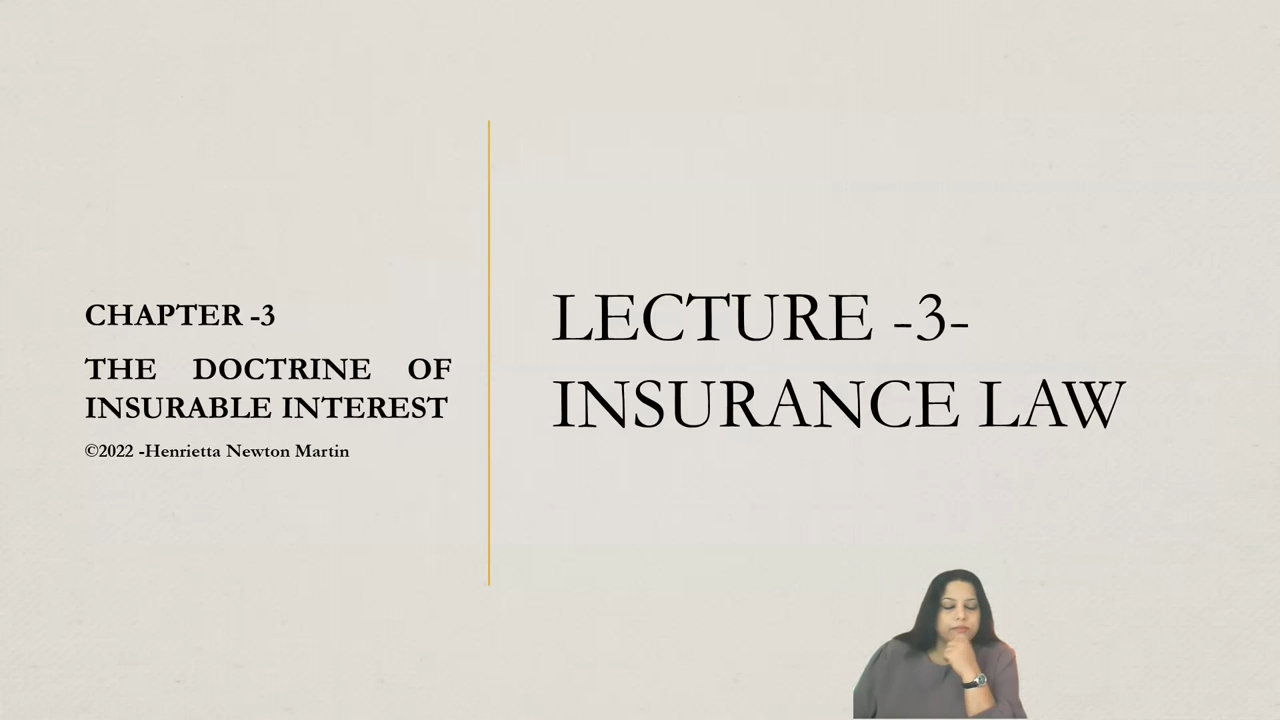 CHAPTER -3
THE DOCTRINE OF
INSURABLE INTEREST
©2022 -Henrietta Newton Martin
LECTURE -3-
INSURANCE LAW